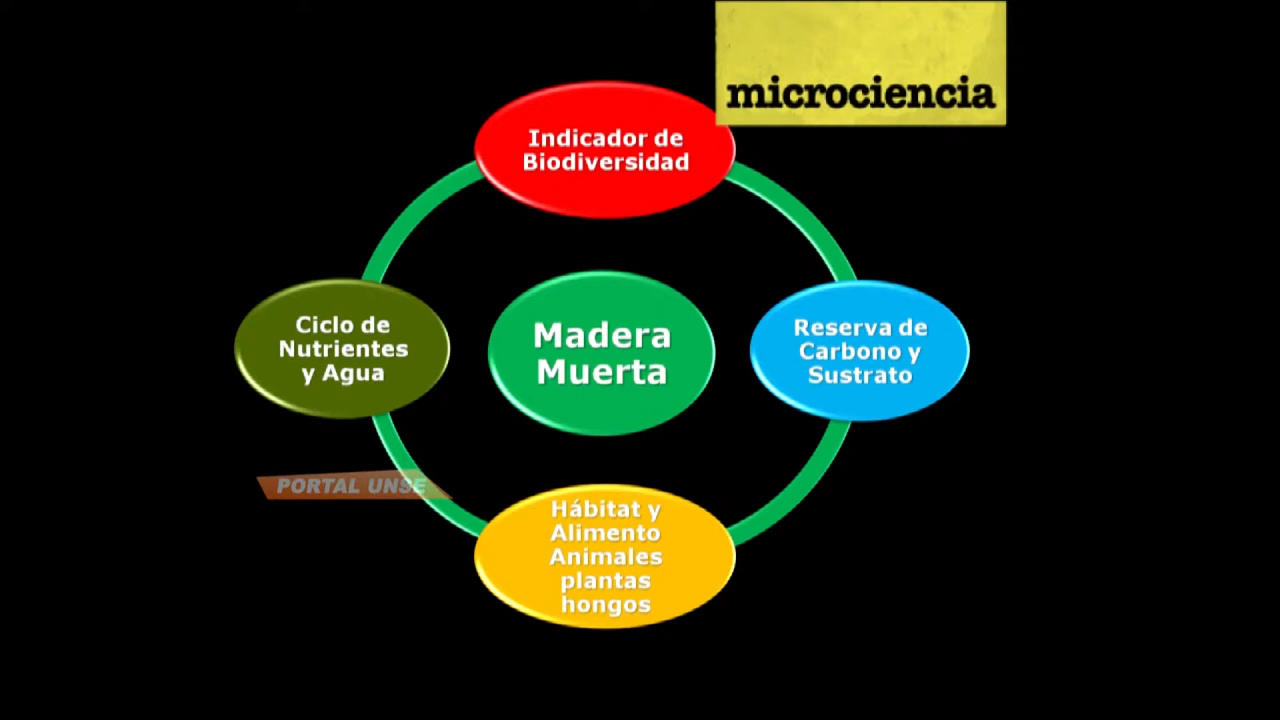 microciencia
Indicador de
Biodiversidad
Ciclo de
Nutrientes
y Agua
Madera
Muerta
Reserva de
Carbono y
Sustrato
PORTAL UNSE
Hábitat y
Alimento
Animales
plantas
hongos